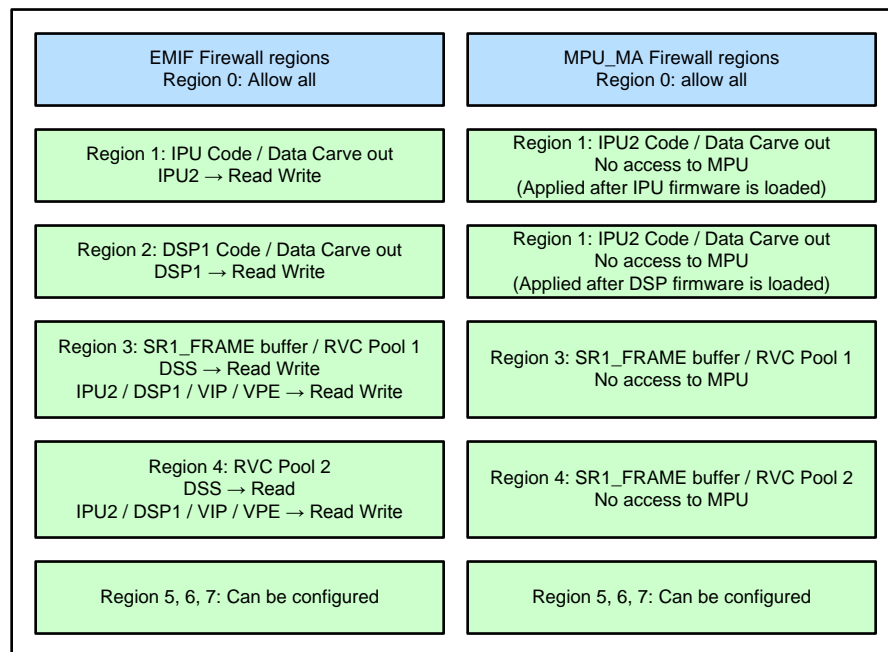 EMIF Firewall regions
Region 0: Allow all
MPU_MA Firewall regions
Region 0: allow all
Region 1: IPU Code / Data Carve out
IPU2 → Read Write
Region 1: IPU2 Code / Data Carve out
No access to MPU
(Applied after IPU firmware is loaded)
Region 2: DSP1 Code / Data Carve out
DSP1 → Read Write
Region 1: IPU2 Code / Data Carve out
No access to MPU
(Applied after DSP firmware is loaded)
Region 3: SR1_FRAME buffer / RVC Pool 1
DSS → Read Write
IPU2 / DSP1 / VIP / VPE → Read Write
Region 3: SR1_FRAME buffer / RVC Pool 1
No access to MPU
Region 4: RVC Pool 2
DSS → Read
IPU2 / DSP1 / VIP / VPE → Read Write
Region 4: SR1_FRAME buffer / RVC Pool 2
No access to MPU
Region 5, 6, 7: Can be configured
Region 5, 6, 7: Can be configured